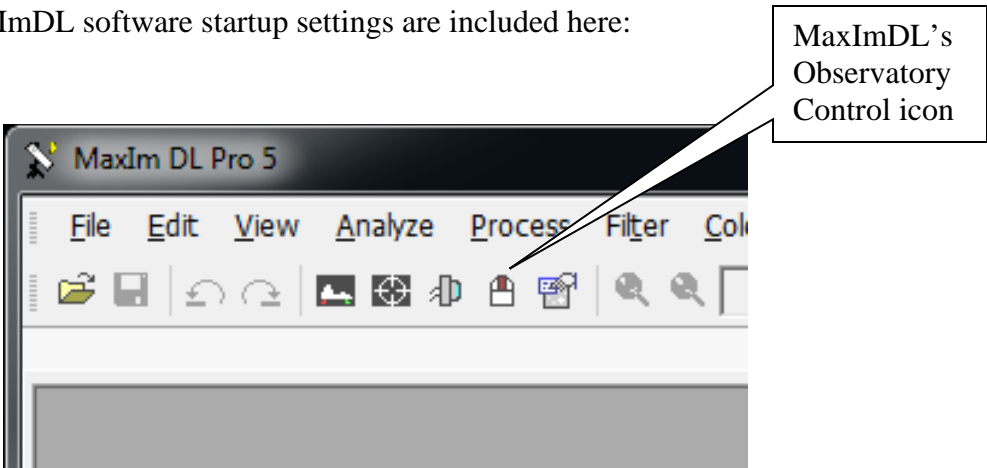 ImDL software startup settings are included here:
MaxImDL’s
Observatory
Control icon
MaxIm DL Pro 5
File Edit View Analyze Process Filter Colo